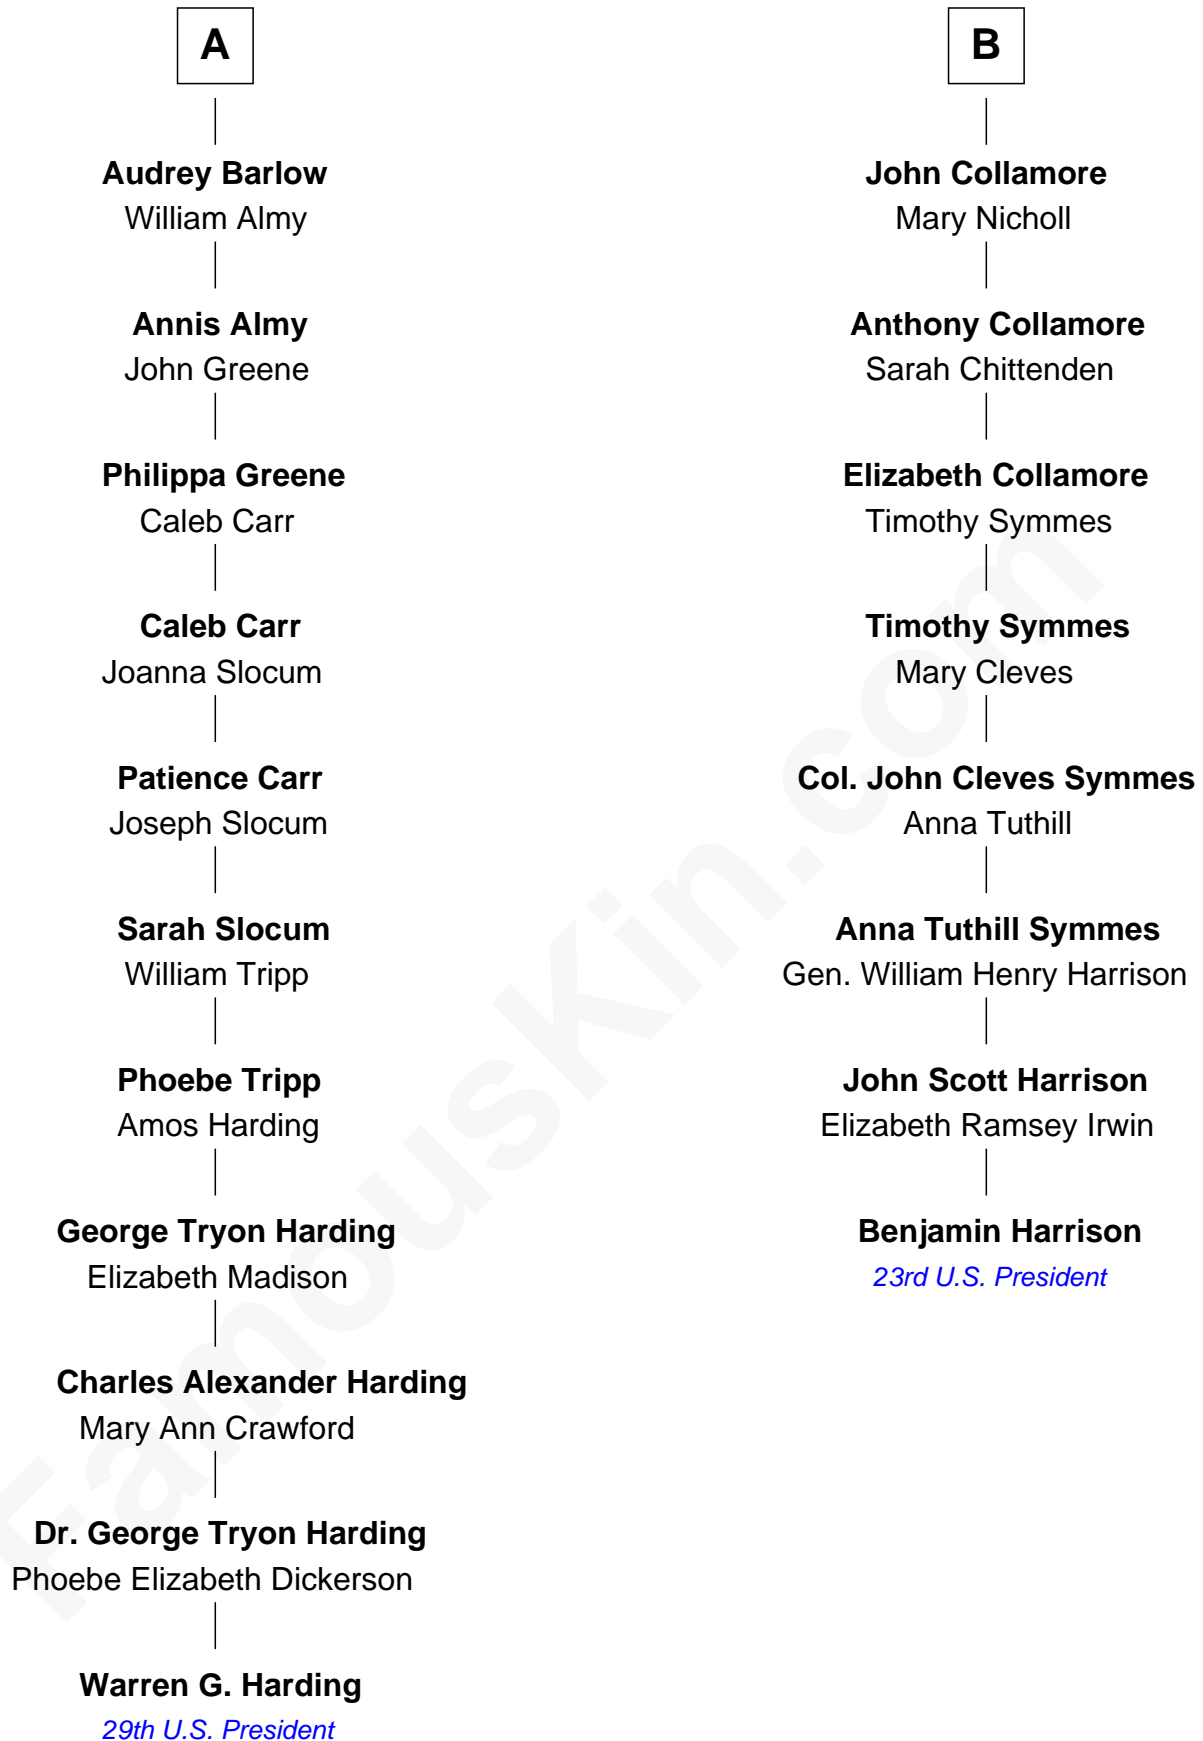 A
Audrey Barlow
William Almy
Annis Almy
John Greene
Philippa Greene
Caleb Carr
Caleb Carr
Joanna Slocum
Patience Carr
Joseph Slocum
Sarah Slocum
William Tripp
Phoebe Tripp
Amos Harding
George Tryon Harding
Elizabeth Madison
Charles Alexander Harding
Mary Ann Crawford
Dr. George Tryon Harding
Phoebe Elizabeth Dickerson
Warren G. Harding
29th U.S. President
B
John Collamore
Mary Nicholl
Anthony Collamore
Sarah Chittenden
Elizabeth Collamore
Timothy Symmes
Timothy Symmes
Mary Cleves
Col. John Cleves Symmes
Anna Tuthill
Anna Tuthill Symmes
Gen. William Henry Harrison
John Scott Harrison
Elizabeth Ramsey Irwin
Benjamin Harrison
23rd U.S. President
FamousKin.com